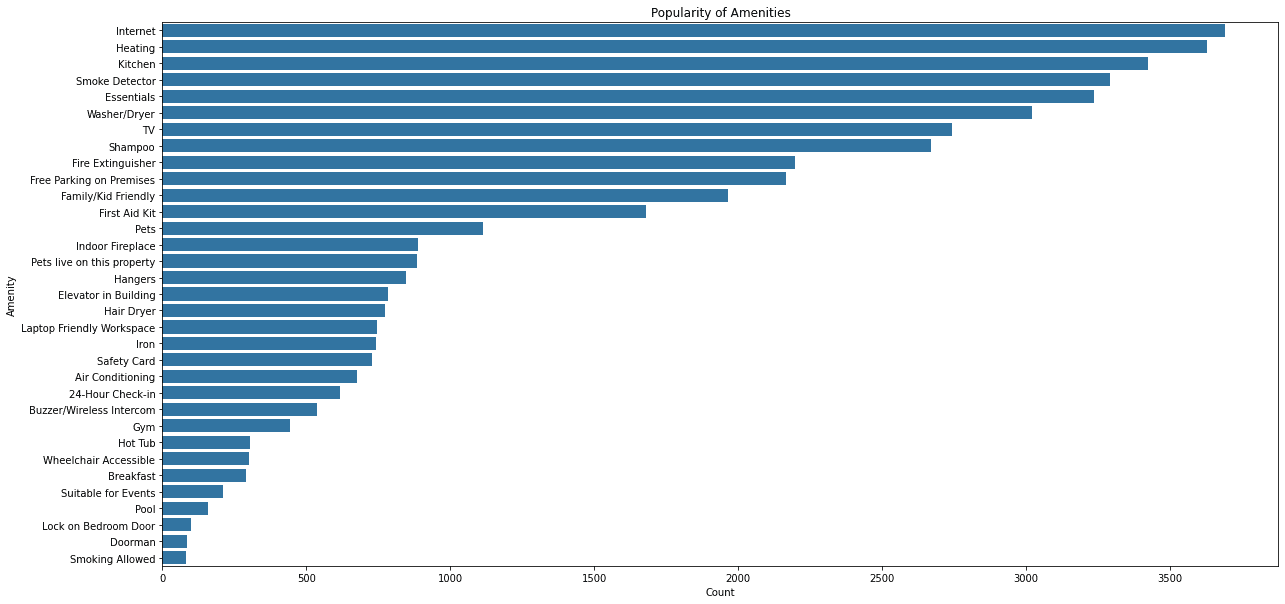 Popularity of Amenities
Internet
Heating
Kitchen
Smoke Detector
Essentials
Washer/Dryer
TV
Shampoo
Fire Extinguisher
Free Parking on Premises
Family/Kid Friendly
First Aid Kit
Pets
Indoor Fireplace
Pets live on this property
Hangers
Elevator in Building
Hair Dryer
Laptop Friendly Workspace
Iron
Safety Card
Air Conditioning
24-Hour Check-in
Buzzer/Wireless Intercom
Gym
Hot Tub
Wheelchair Accessible
Breakfast
Suitable for Events
Pool
Lock on Bedroom Door
Doorman
Smoking Allowed
Amenity
0 500 1000 1500 2000 2500 3000 3500
Count